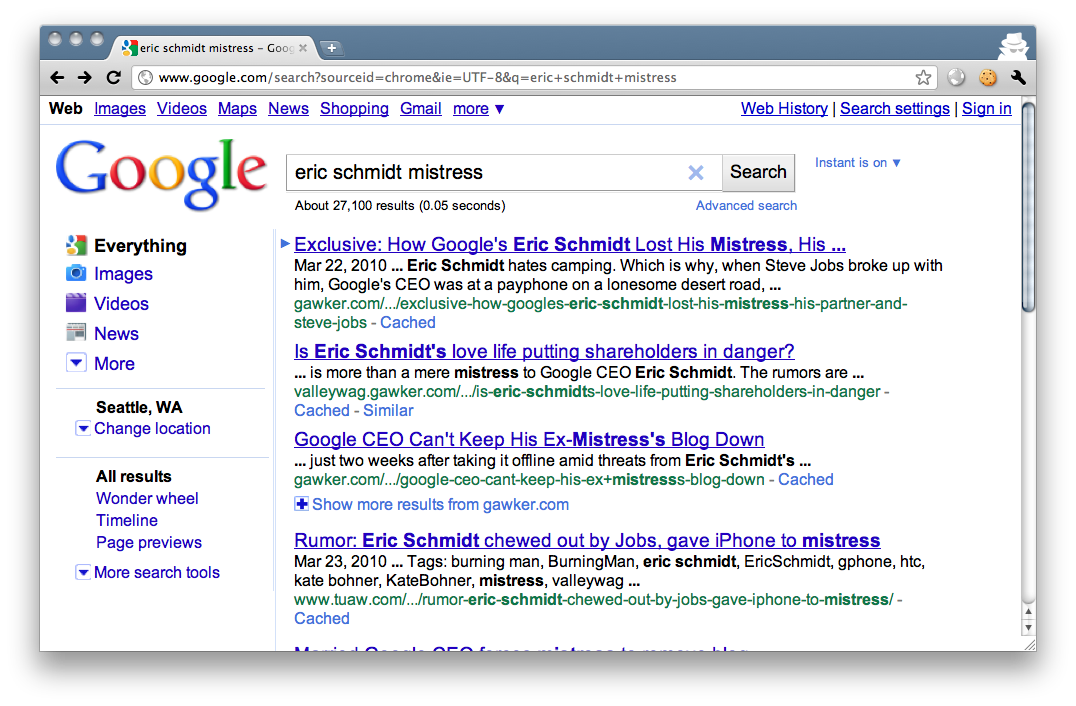 eric schmidt mistress – Goog
www.google.com/search?sourceid=chrome&ie=UTF-8&q=eric+schmidt+mistress
Web Images Videos Maps News Shopping Gmail more ▼
Web History | Search settings | Sign in
Google
eric schmidt mistress
Search
Instant is on ▼
About 27,100 results (0.05 seconds)
Advanced search
Everything
Images
Videos
News
More
Seattle, WA
Change location
All results
Wonder wheel
Timeline
Page previews
More search tools
Exclusive: How Google's Eric Schmidt Lost His Mistress, His ...
Mar 22, 2010 ... Eric Schmidt hates camping. Which is why, when Steve Jobs broke up with
him, Google's CEO was at a payphone on a lonesome desert road, ...
gawker.com/.../exclusive-how-googles-eric-schmidt-lost-his-mistress-his-partner-and-
steve-jobs - Cached
Is Eric Schmidt's love life putting shareholders in danger?
... is more than a mere mistress to Google CEO Eric Schmidt. The rumors are ...
valleywag.gawker.com/.../is-eric-schmidts-love-life-putting-shareholders-in-danger -
Cached - Similar
Google CEO Can't Keep His Ex-Mistress's Blog Down
... just two weeks after taking it offline amid threats from Eric Schmidt's ...
gawker.com/.../google-ceo-cant-keep-his-ex+mistresss-blog-down - Cached
Show more results from gawker.com
Rumor: Eric Schmidt chewed out by Jobs, gave iPhone to mistress
Mar 23, 2010 ... Tags: burning man, BurningMan, eric schmidt, EricSchmidt, gphone, htc,
kate bohner, KateBohner, mistress, valleywag ...
www.tuaw.com/.../rumor-eric-schmidt-chewed-out-by-jobs-gave-iphone-to-mistress/ -
Cached
Married Google CEO forces mistress to remove blog